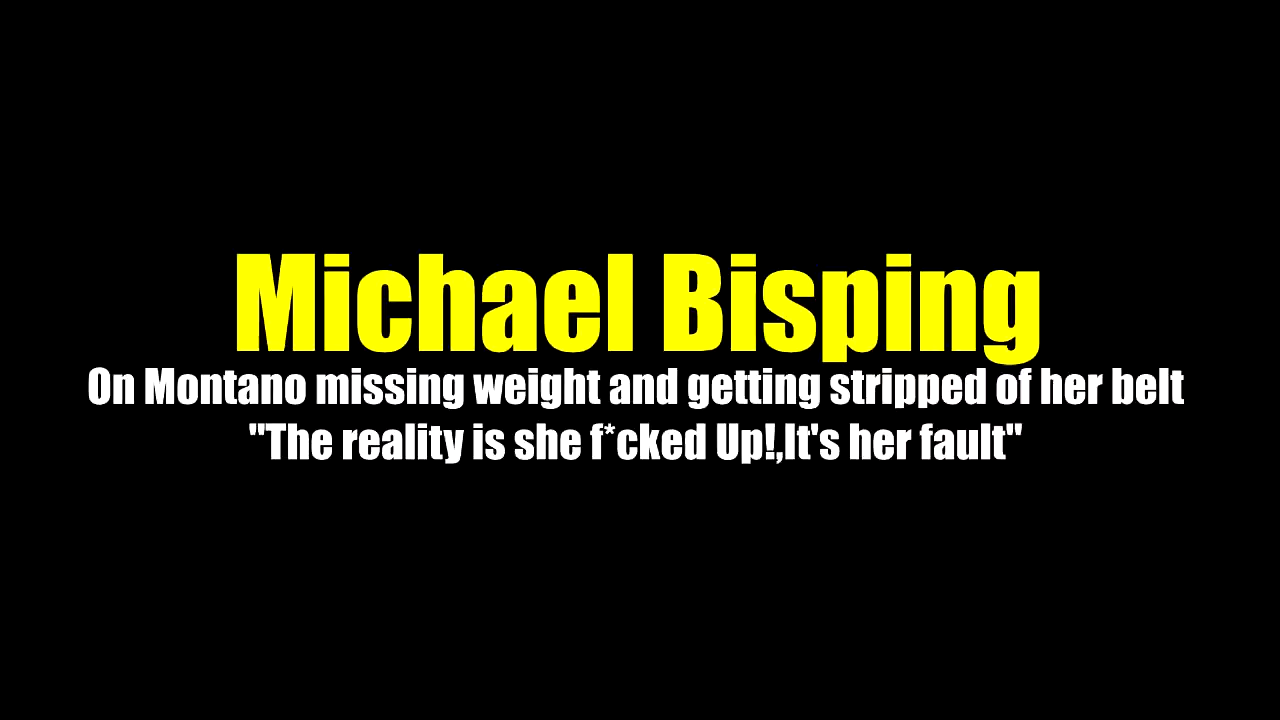 Michael Bisping
On Montano missing weight and getting stripped of her belt
"The reality is she f*cked Up!,It's her fault"